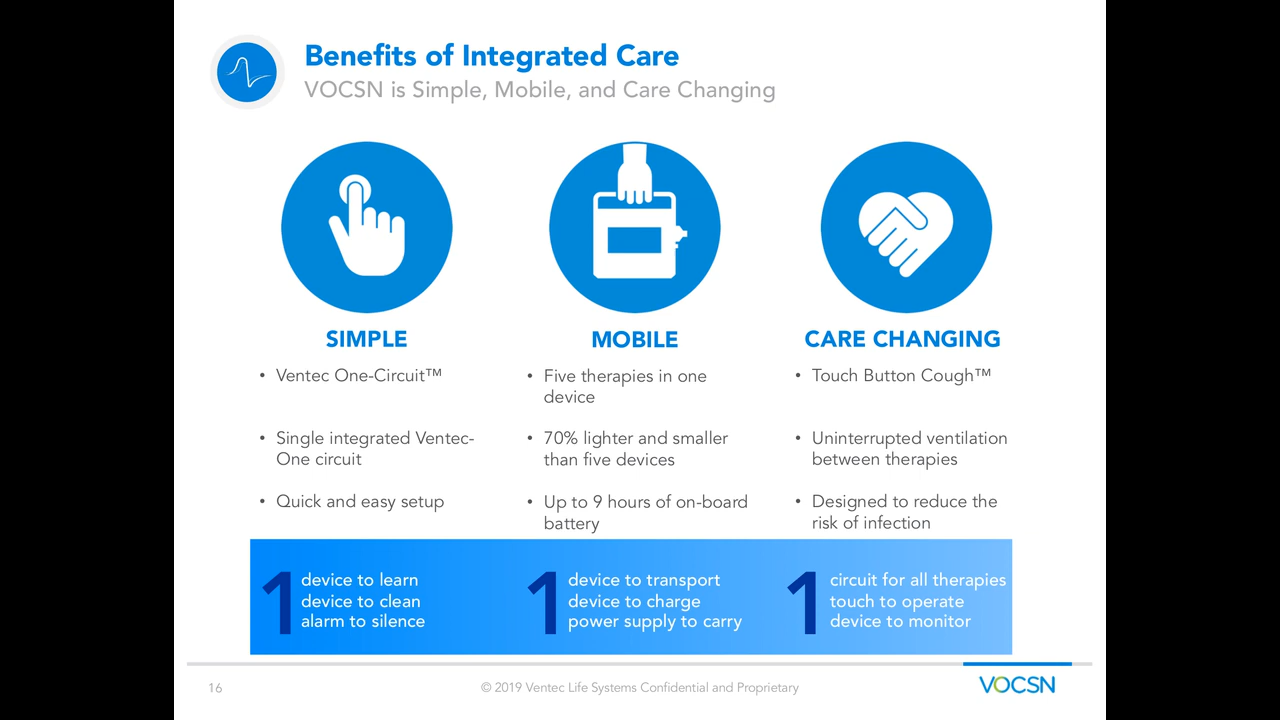 Benefits of Integrated Care
VOCSN is Simple, Mobile, and Care Changing
SIMPLE
• Ventec One-Circuit™
• Single integrated Ventec-
One circuit
• Quick and easy setup
MOBILE
• Five therapies in one
device
• 70% lighter and smaller
than five devices
• Up to 9 hours of on-board
battery
CARE CHANGING
• Touch Button Cough™
• Uninterrupted ventilation
between therapies
• Designed to reduce the
risk of infection
1
device to learn
device to clean
alarm to silence
1
device to transport
device to charge
power supply to carry
1
circuit for all therapies
touch to operate
device to monitor
16
© 2019 Ventec Life Systems Confidential and Proprietary
VOCSN